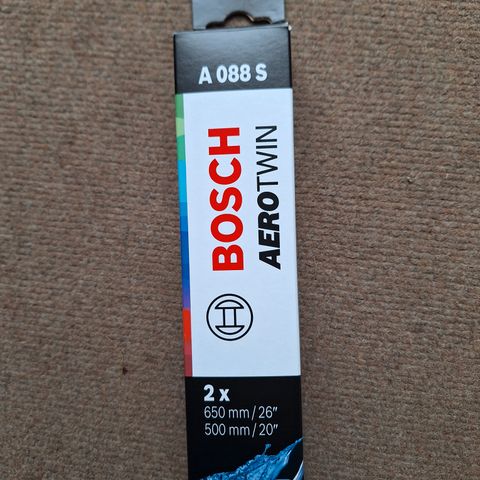 A 088 S
BOSCH
AEROTWIN
2 x
650 mm / 26"
500 mm / 20"